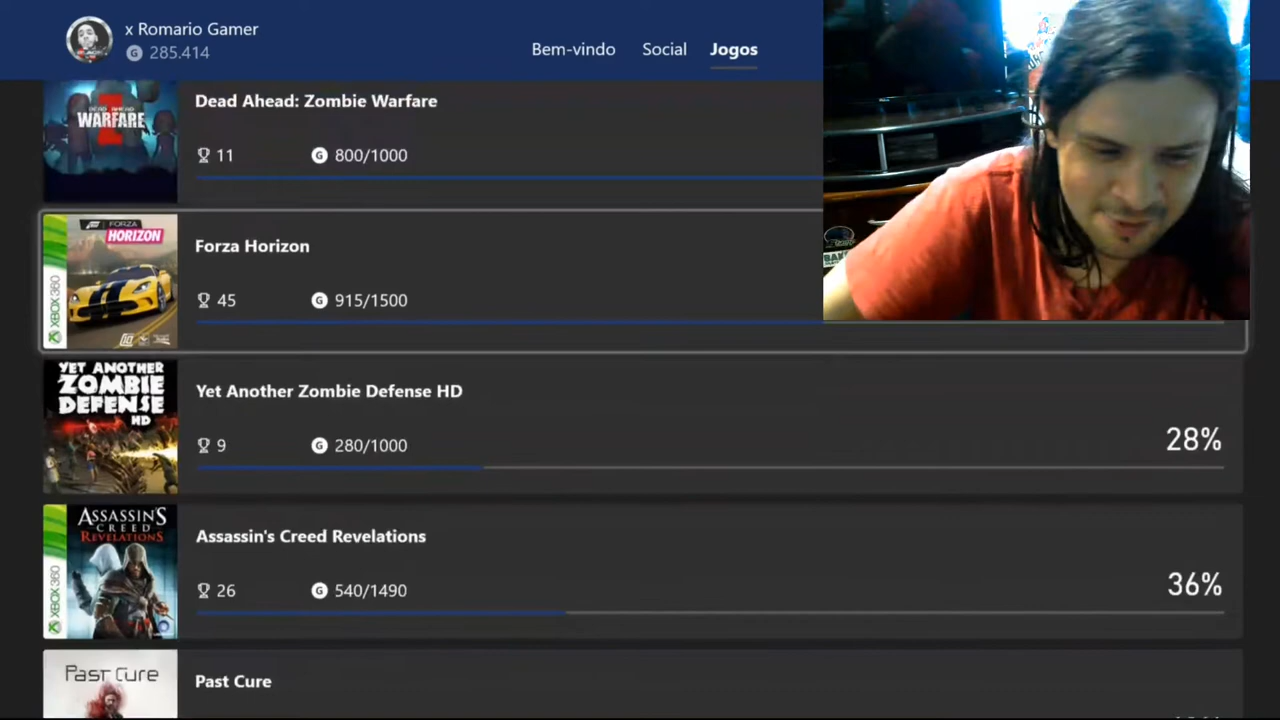 x Romario Gamer
G 285.414
Bem-vindo Social Jogos
DEAD AHEAD
WARFARE
Dead Ahead: Zombie Warfare
11 G 800/1000
FORZA
HORIZON
XBOX 360
Forza Horizon
45 G 915/1500
YET ANOTHER
ZOMBIE
DEFENSE
HD
Yet Another Zombie Defense HD
9 G 280/1000
28%
ASSASSIN'S
CREED
REVELATIONS
XBOX 360
Assassin's Creed Revelations
26 G 540/1490
36%
PAST CURE
Past Cure